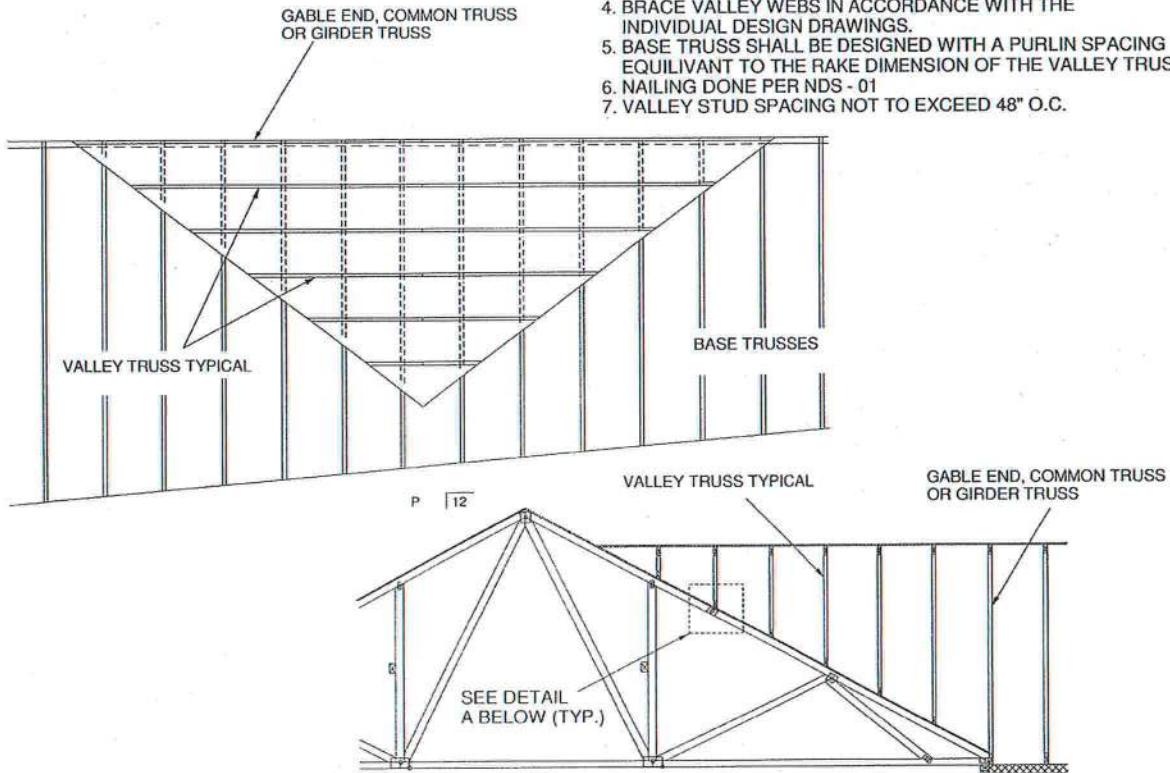 GABLE END, COMMON TRUSS
OR GIRDER TRUSS
4. BRACE VALLEY WEBS IN ACCORDANCE WITH THE
INDIVIDUAL DESIGN DRAWINGS.
5. BASE TRUSS SHALL BE DESIGNED WITH A PURLIN SPACING
EQUILIVANT TO THE RAKE DIMENSION OF THE VALLEY TRUS
6. NAILING DONE PER NDS - 01
7. VALLEY STUD SPACING NOT TO EXCEED 48" O.C.
VALLEY TRUSS TYPICAL
BASE TRUSSES
P 12
VALLEY TRUSS TYPICAL
GABLE END, COMMON TRUSS
OR GIRDER TRUSS
SEE DETAIL
A BELOW (TYP.)